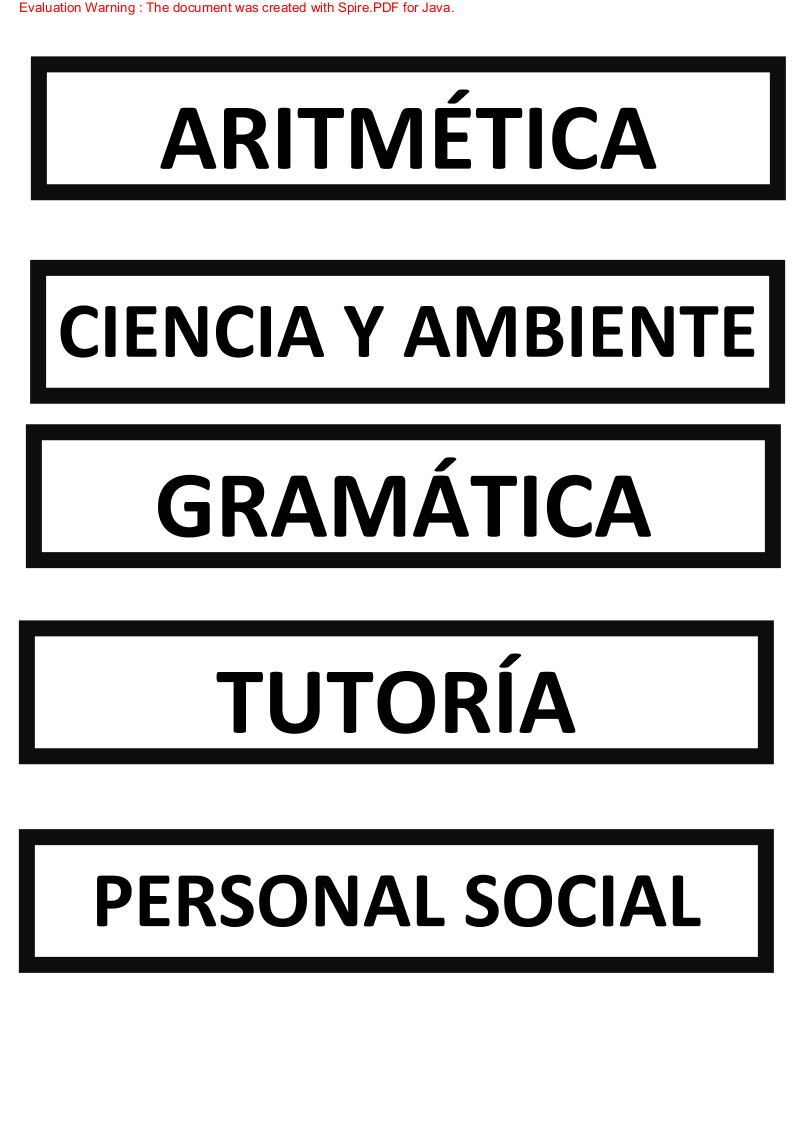 Evaluation Warning : The document was created with Spire.PDF for Java.
ARITMÉTICA
CIENCIA Y AMBIENTE
GRAMÁTICA
TUTORÍA
PERSONAL SOCIAL